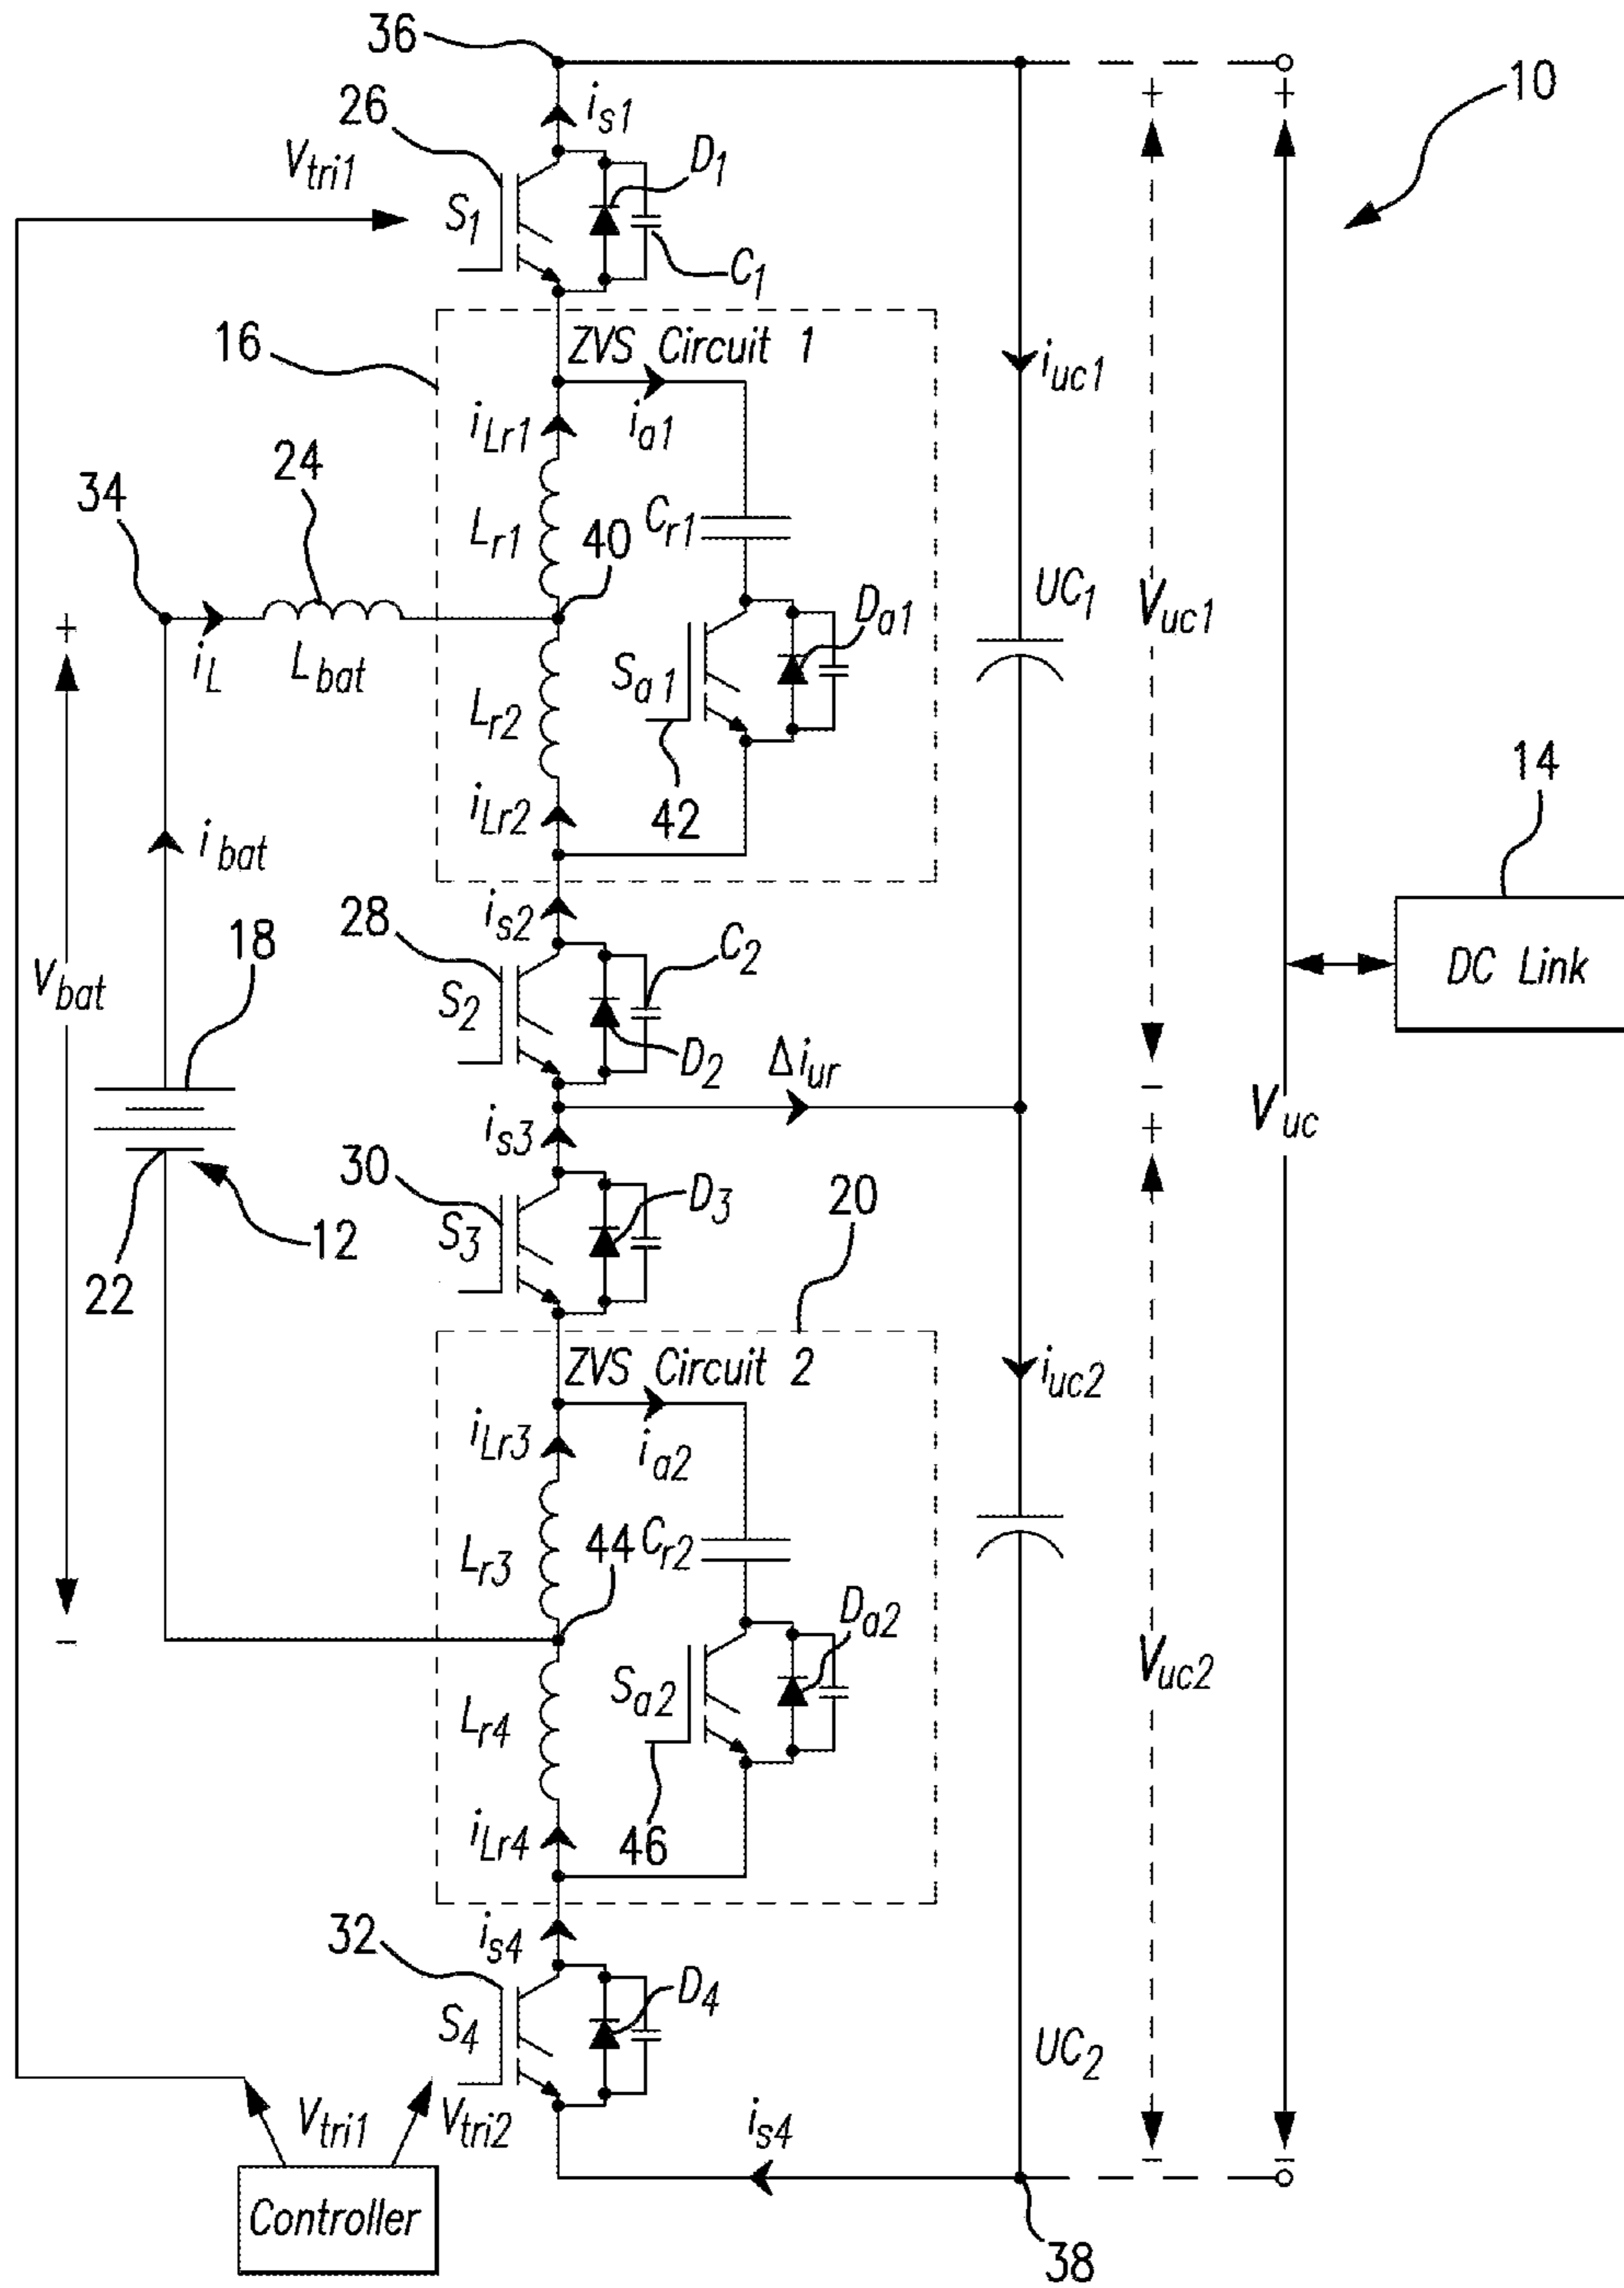 36
10
26
i_s1
+
+
V_tri1
D_1
S_1
C_1
16
ZVS Circuit 1
i_uc1
i_Lr1
i_a1
24
34
L_r1
C_r1
40
UC_1
V_uc1
D_a1
+
i_L
L_bat
S_a1
L_r2
14
i_Lr2
42
i_bat
i_s2
28
C_2
18
V_bat
S_2
DC Link
D_2
Δi_ur
−
V_uc
+
i_s3
30
D_3
20
S_3
12
22
ZVS Circuit 2
i_uc2
i_Lr3
i_a2
44
C_r2
L_r3
D_a2
−
V_uc2
S_a2
L_r4
i_Lr4
46
32
i_s4
D_4
S_4
UC_2
V_tri1
V_tri2
i_s4
−
−
Controller
38